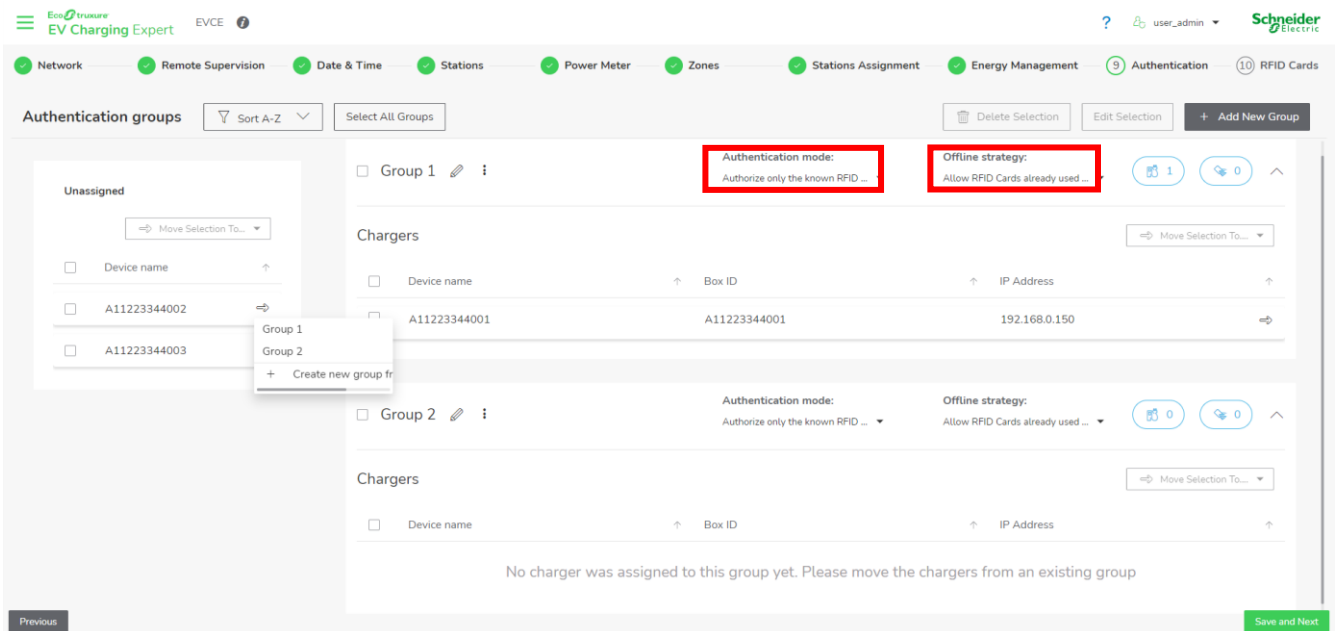 EcoStruxure
EV Charging Expert
EVCE
?
user_admin
Schneider
Electric
Network
Remote Supervision
Date & Time
Stations
Power Meter
Zones
Stations Assignment
Energy Management
9 Authentication
10 RFID Cards
Authentication groups
Sort A-Z
Select All Groups
Delete Selection
Edit Selection
+ Add New Group
Unassigned
Move Selection To...
Device name
A11223344002
A11223344003
Group 1
Group 2
+ Create new group fr
Group 1
Authentication mode:
Authorize only the known RFID ...
Offline strategy:
Allow RFID Cards already used ...
1
0
Chargers
Move Selection To...
Device name
Box ID
IP Address
A11223344001
A11223344001
192.168.0.150
Group 2
Authentication mode:
Authorize only the known RFID ...
Offline strategy:
Allow RFID Cards already used ...
0
0
Chargers
Move Selection To...
Device name
Box ID
IP Address
No charger was assigned to this group yet. Please move the chargers from an existing group
Previous
Save and Next